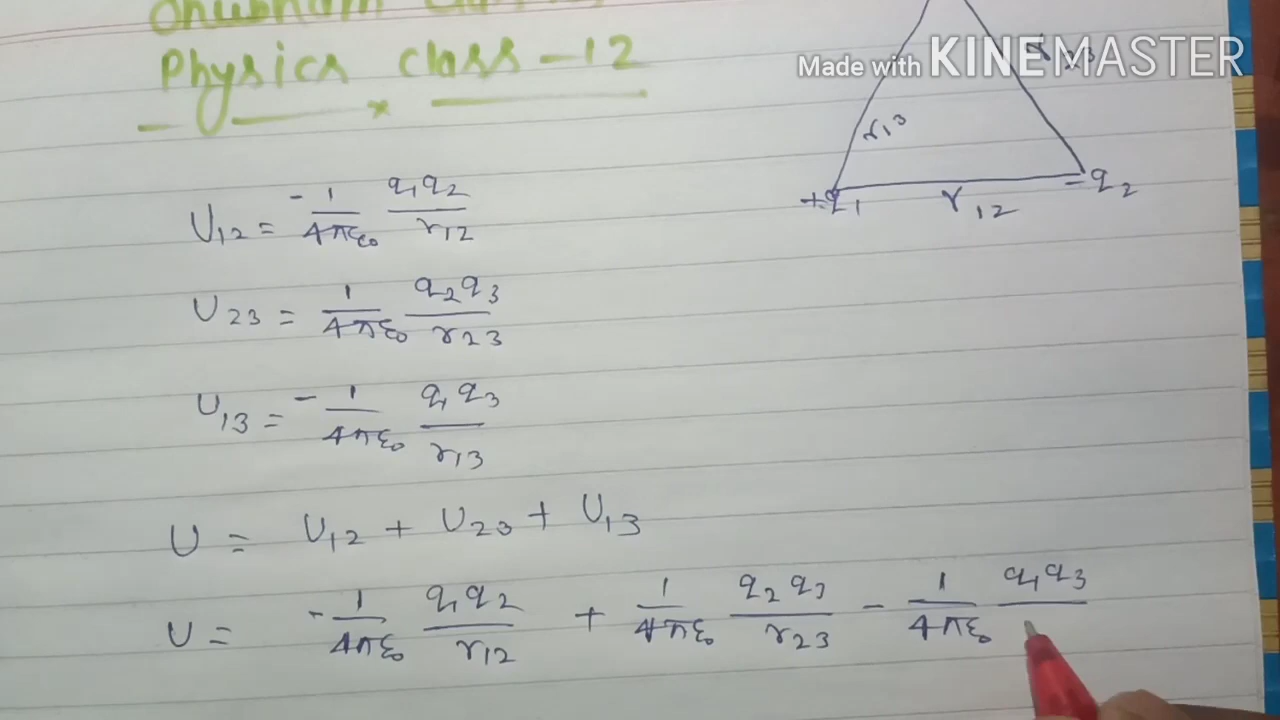 Physics class - 12
Made with KINEMASTER
r13
r23
+q1
r12
- q2
U12 = - 1/4πε0 q1q2/r12
U23 = 1/4πε0 q2q3/r23
U13 = - 1/4πε0 q1q3/r13
U = U12 + U23 + U13
U = - 1/4πε0 q1q2/r12 + 1/4πε0 q2q3/r23 - 1/4πε0 q1q3